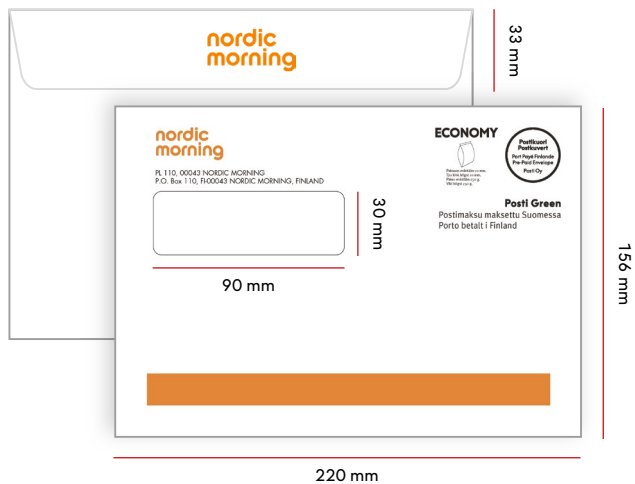 nordic
morning
33 mm
nordic
morning
PL 110, 00043 NORDIC MORNING
P.O. Box 110, FI-00043 NORDIC MORNING, FINLAND
ECONOMY
Postikuori
Postikuvert
Port Payé Finlande
Pre-Paid Envelope
Posti Oy
Posti Green
Postimaksu maksettu Suomessa
Porto betalt i Finland
30 mm
90 mm
156 mm
220 mm